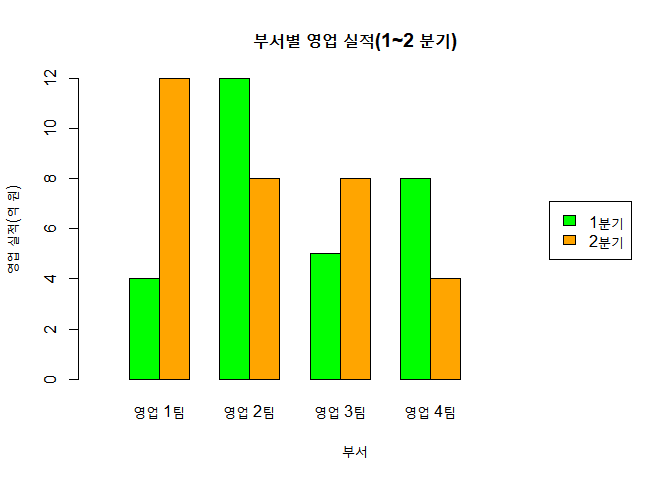 부서별 영업 실적(1~2 분기)
영업 실적(억 원)
12
10
8
6
4
2
0
영업 1팀 영업 2팀 영업 3팀 영업 4팀
부서
1분기
2분기